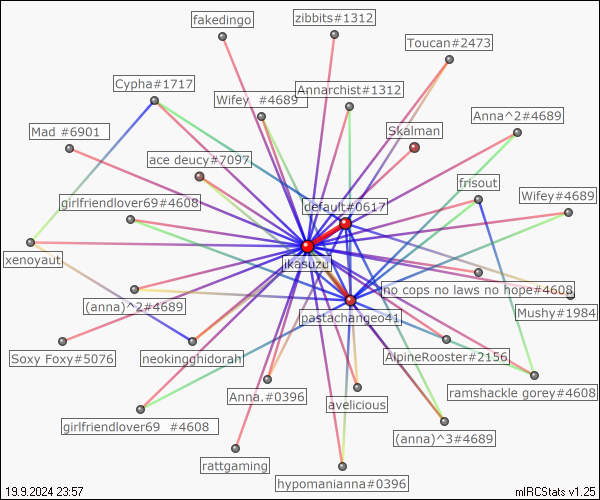 fakedingo
zibbits#1312
Toucan#2473
Cypha#1717
Wifey  #4689
Annarchist#1312
Anna^2#4689
Mad #6901
Skalman
ace deucy#7097
frisout
girlfriendlover69#4608
default#0617
Wifey#4689
xenoyaut
ikasuzu
no cops no laws no hope#4608
(anna)^2#4689
pastachangeo41
Mushy#1984
Soxy Foxy#5076
neokingghidorah
AlpineRooster#2156
Anna.#0396
avelicious
ramshackle gorey#4608
girlfriendlover69  #4608
(anna)^3#4689
rattgaming
hypomanianna#0396
19.9.2024 23:57
mIRCStats v1.25